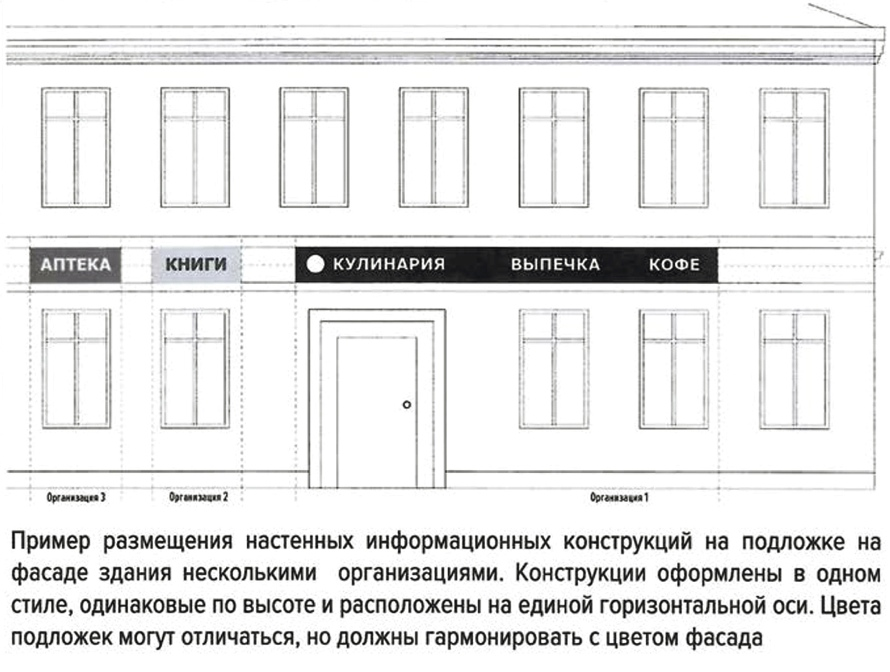 АПТЕКА КНИГИ КУЛИНАРИЯ ВЫПЕЧКА КОФЕ
Организация 3 Организация 2 Организация 1
Пример размещения настенных информационных конструкций на подложке на
фасаде здания несколькими организациями. Конструкции оформлены в одном
стиле, одинаковые по высоте и расположены на единой горизонтальной оси. Цвета
подложек могут отличаться, но должны гармонировать с цветом фасада